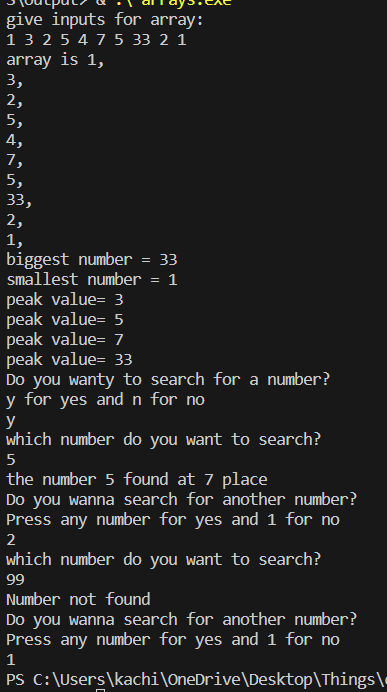 S\output> & .\'arrays.exe'
give inputs for array:
1 3 2 5 4 7 5 33 2 1
array is 1,
3,
2,
5,
4,
7,
5,
33,
2,
1,
biggest number = 33
smallest number = 1
peak value= 3
peak value= 5
peak value= 7
peak value= 33
Do you wanty to search for a number?
y for yes and n for no
y
which number do you want to search?
5
the number 5 found at 7 place
Do you wanna search for another number?
Press any number for yes and 1 for no
2
which number do you want to search?
99
Number not found
Do you wanna search for another number?
Press any number for yes and 1 for no
1
PS C:\Users\kachi\OneDrive\Desktop\Things\